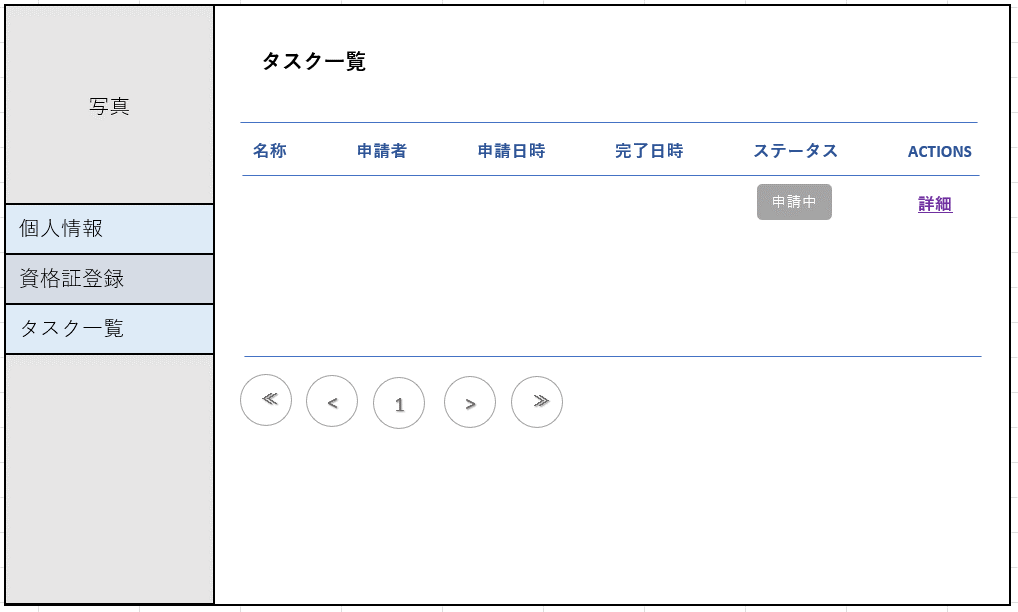 写真
個人情報
資格証登録
タスク一覧
タスク一覧
名称 申請者 申請日時 完了日時 ステータス ACTIONS
申請中 詳細
≪ < 1 > ≫